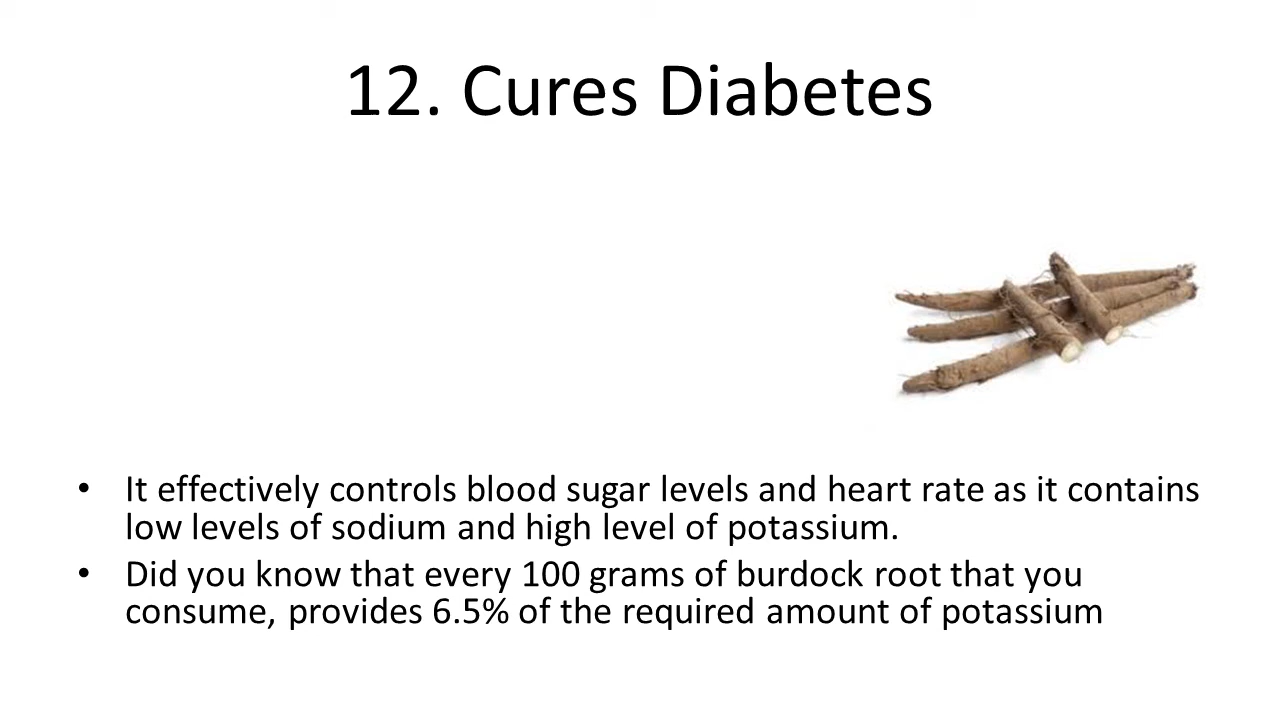 12. Cures Diabetes
• It effectively controls blood sugar levels and heart rate as it contains
low levels of sodium and high level of potassium.
• Did you know that every 100 grams of burdock root that you
consume, provides 6.5% of the required amount of potassium